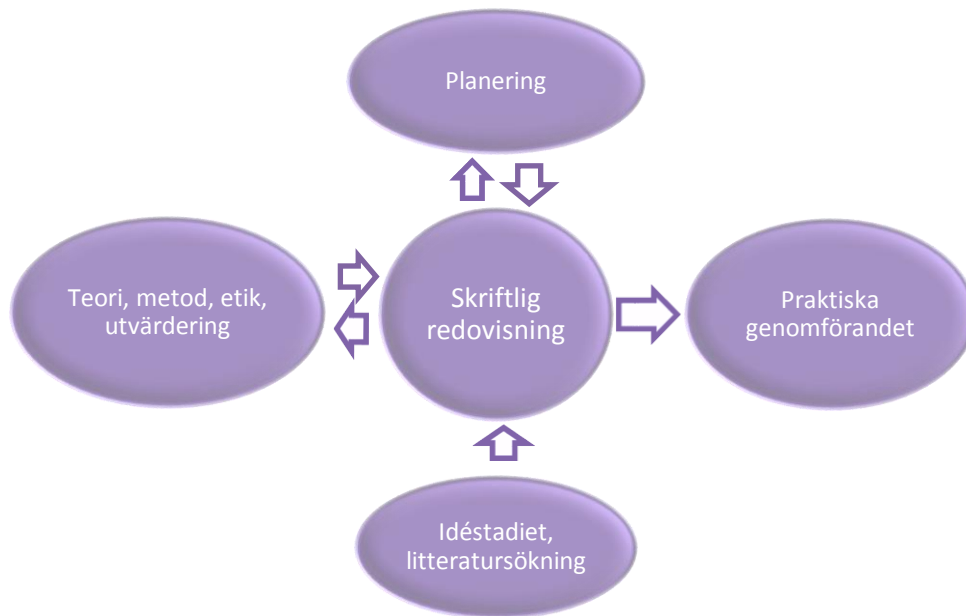 Planering
Teori, metod, etik,
utvärdering
Skriftlig
redovisning
Praktiska
genomförandet
Idéstadiet,
litteratursökning